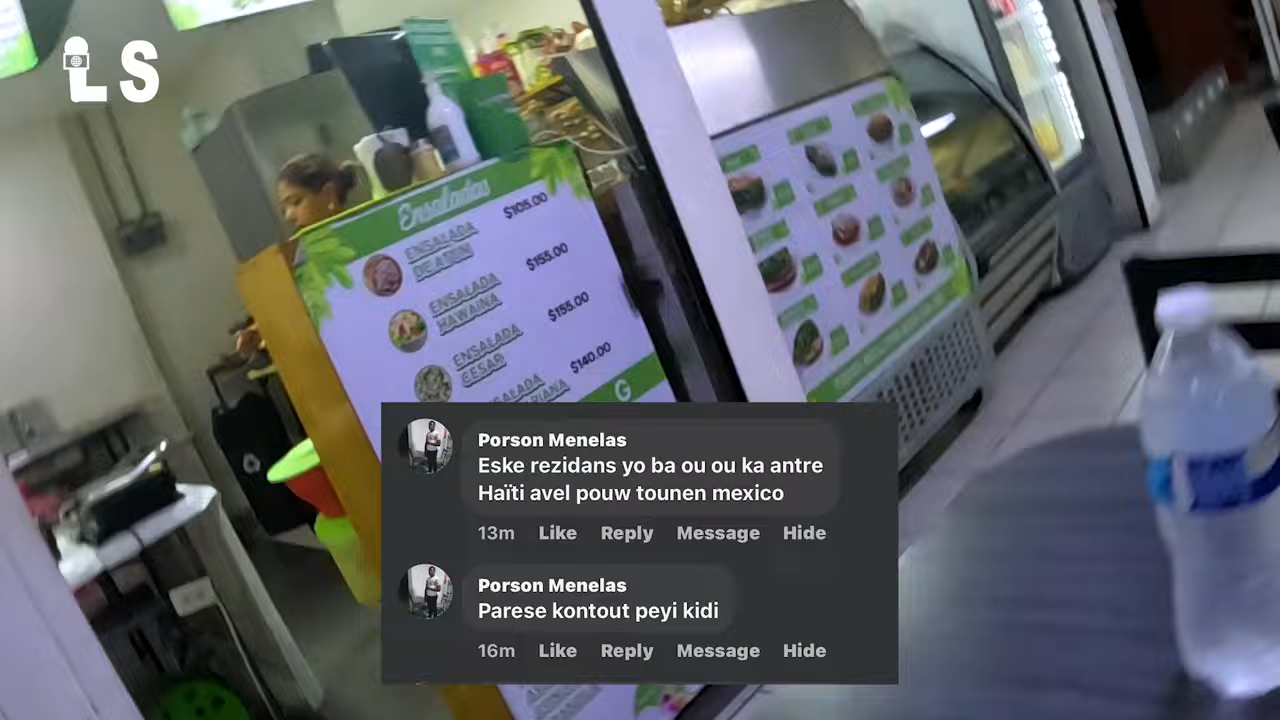 LS
Ensaladas
ENSALADA
DE ATUN
$105.00
ENSALADA
HAWAINA
$155.00
ENSALADA
CESAR
$155.00
$140.00
G
Porson Menelas
Eske rezidans yo ba ou ou ka antre
Haïti avel pouw tounen mexico
13m Like Reply Message Hide
Porson Menelas
Parese kontout peyi kidi
16m Like Reply Message Hide